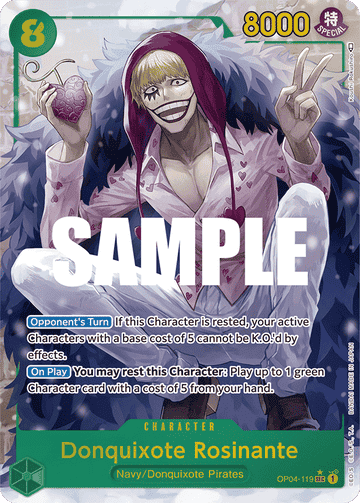 8
8000
特
SPECIAL
SAMPLE
Opponent's Turn If this Character is rested, your active
Characters with a base cost of 5 cannot be K.O.'d by
effects.
On Play You may rest this Character: Play up to 1 green
Character card with a cost of 5 from your hand.
CHARACTER
Donquixote Rosinante
Navy/Donquixote Pirates
OP04-119 SEC 1